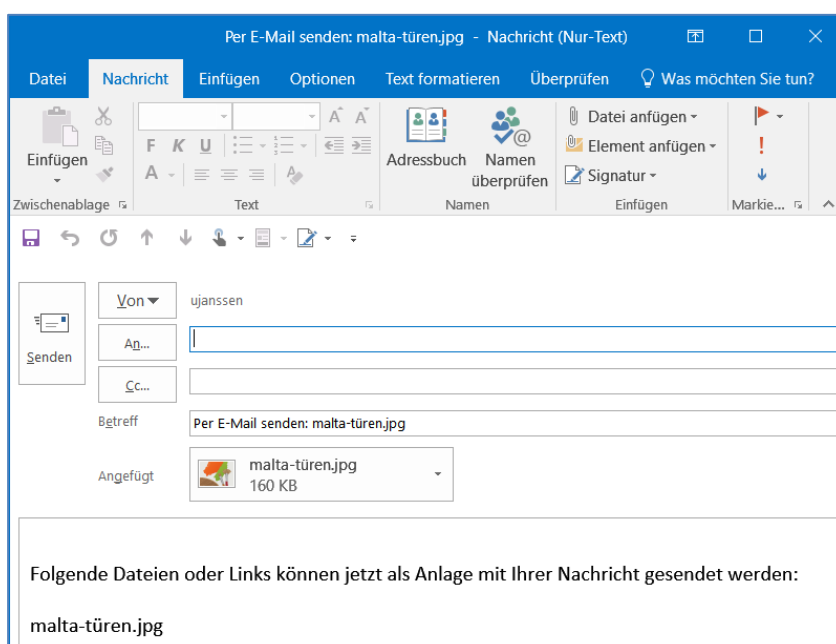 Per E-Mail senden: malta-türen.jpg - Nachricht (Nur-Text)
Datei Nachricht Einfügen Optionen Text formatieren Überprüfen Was möchten Sie tun?
Einfügen
F K U
A
A A
Adressbuch
Namen überprüfen
Datei anfügen
Element anfügen
Signatur
Zwischenablage Text Namen Einfügen Markie...
Von ujanssen
Senden
An...
Cc...
Betreff Per E-Mail senden: malta-türen.jpg
Angefügt malta-türen.jpg
160 KB
Folgende Dateien oder Links können jetzt als Anlage mit Ihrer Nachricht gesendet werden:
malta-türen.jpg